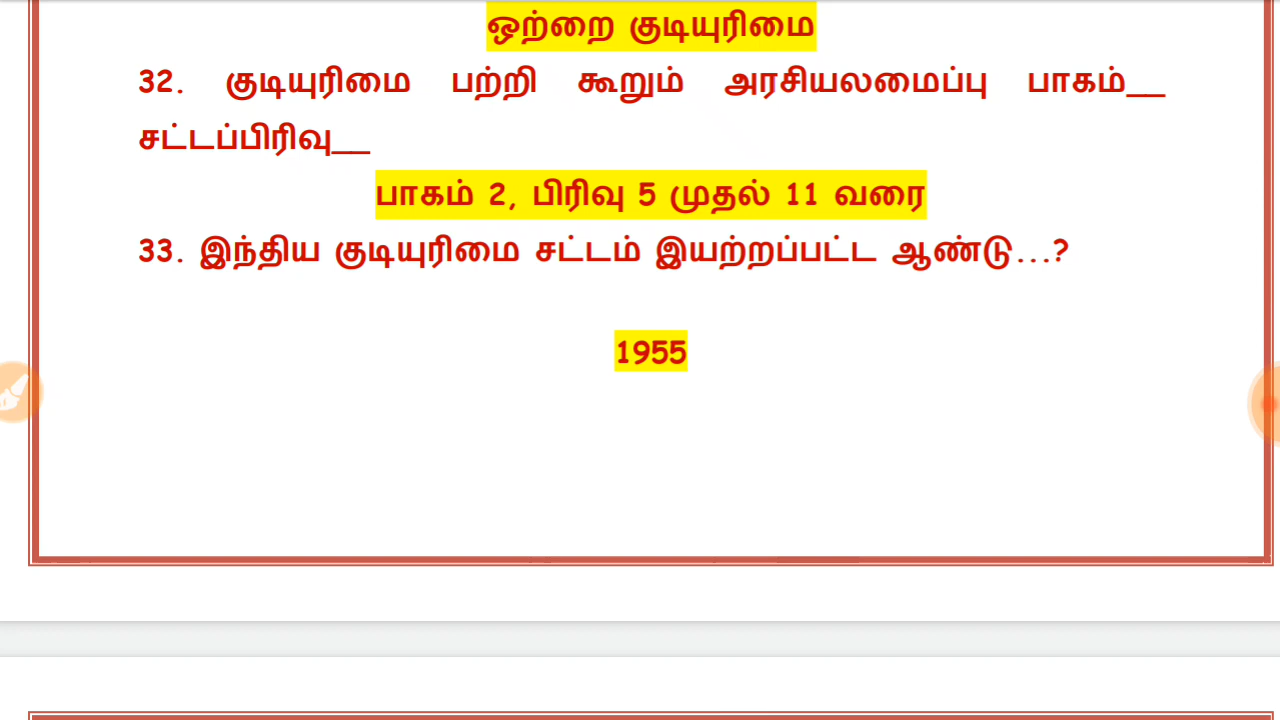 ஒற்றை குடியுரிமை
32. குடியுரிமை பற்றி கூறும் அரசியலமைப்பு பாகம்__
சட்டப்பிரிவு__
பாகம் 2, பிரிவு 5 முதல் 11 வரை
33. இந்திய குடியுரிமை சட்டம் இயற்றப்பட்ட ஆண்டு...?
1955